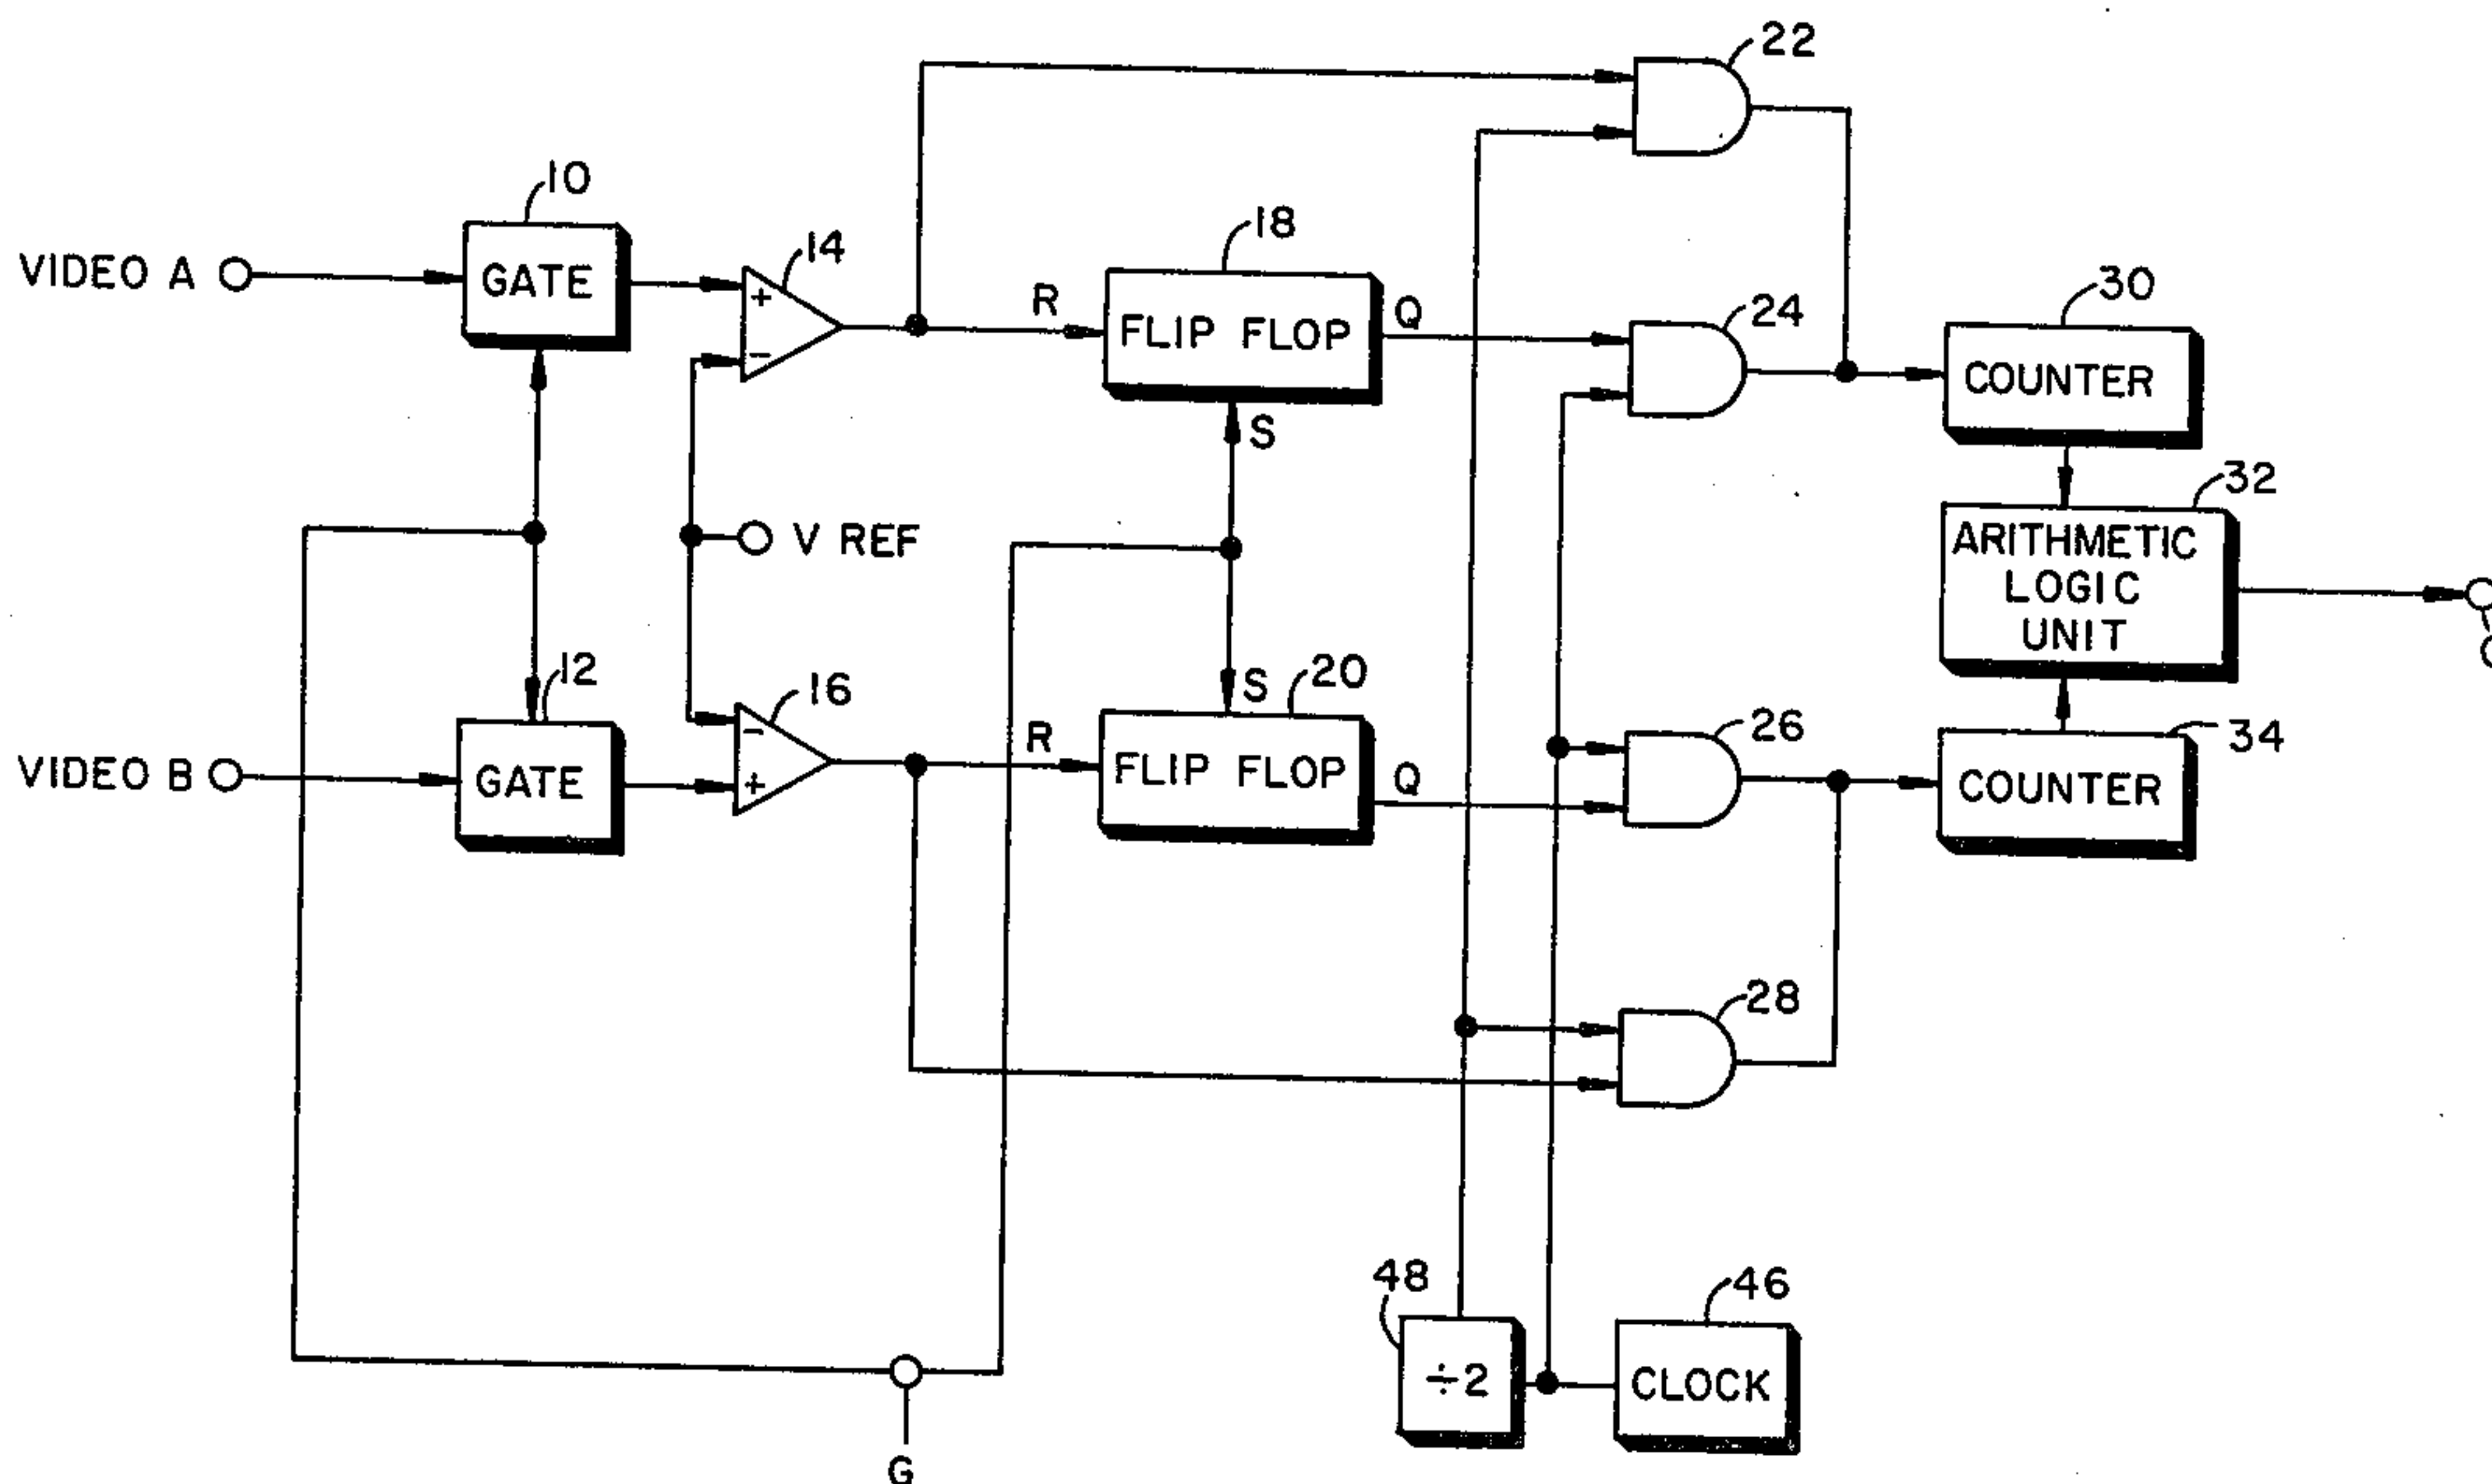 22
10
VIDEO A
GATE
14
+
−
R
18
FLIP FLOP
Q
S
24
30
COUNTER
32
ARITHMETIC
LOGIC
UNIT
V REF
12
VIDEO B
GATE
16
−
+
R
S
20
FLIP FLOP
Q
26
34
COUNTER
28
48
÷2
46
CLOCK
G